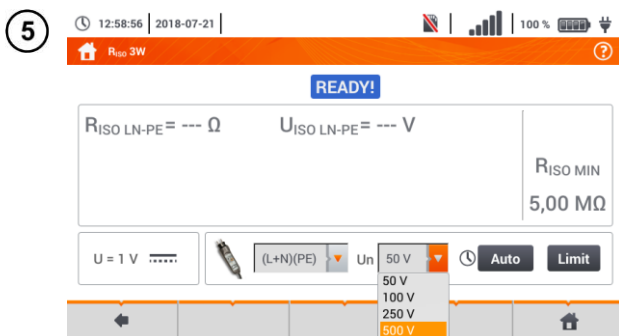 5
12:58:56 2018-07-21 100 %
RISO 3W ?
READY!
RISO LN-PE= --- Ω UISO LN-PE= --- V
RISO MIN
5,00 MΩ
U = 1 V (L+N)(PE) Un 50 V Auto Limit
50 V
100 V
250 V
500 V